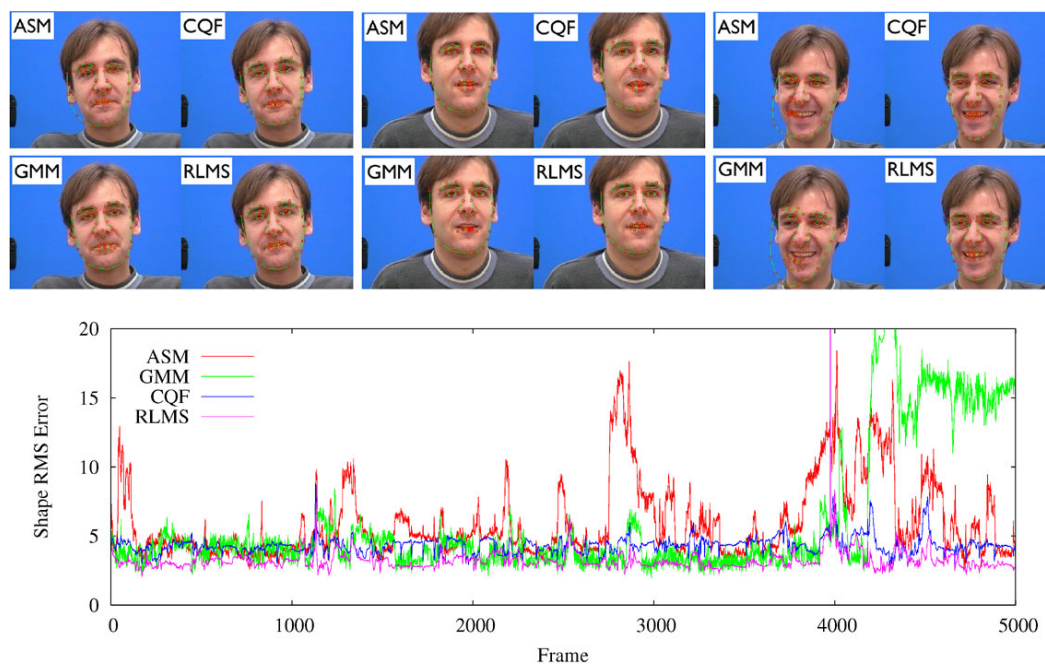 ASM CQF ASM CQF ASM CQF
GMM RLMS GMM RLMS GMM RLMS
20
15
10
5
0
Shape RMS Error
ASM
GMM
CQF
RLMS
0 1000 2000 3000 4000 5000
Frame